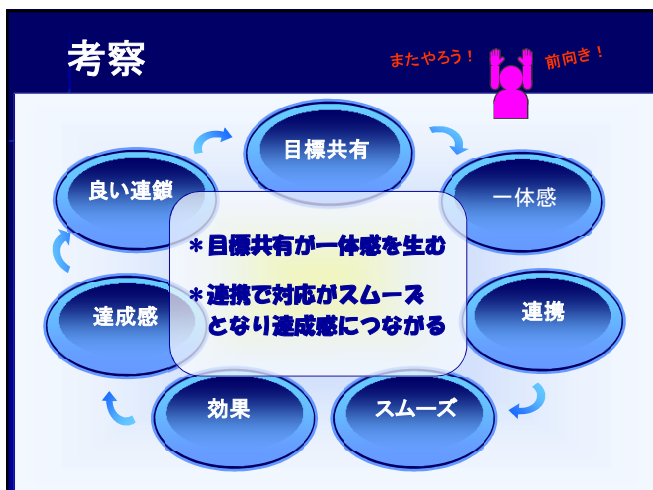 考察
またやろう！
前向き！
目標共有
良い連鎖
一体感
＊目標共有が一体感を生む
＊連携で対応がスムーズ
となり達成感につながる
達成感
連携
効果
スムーズ